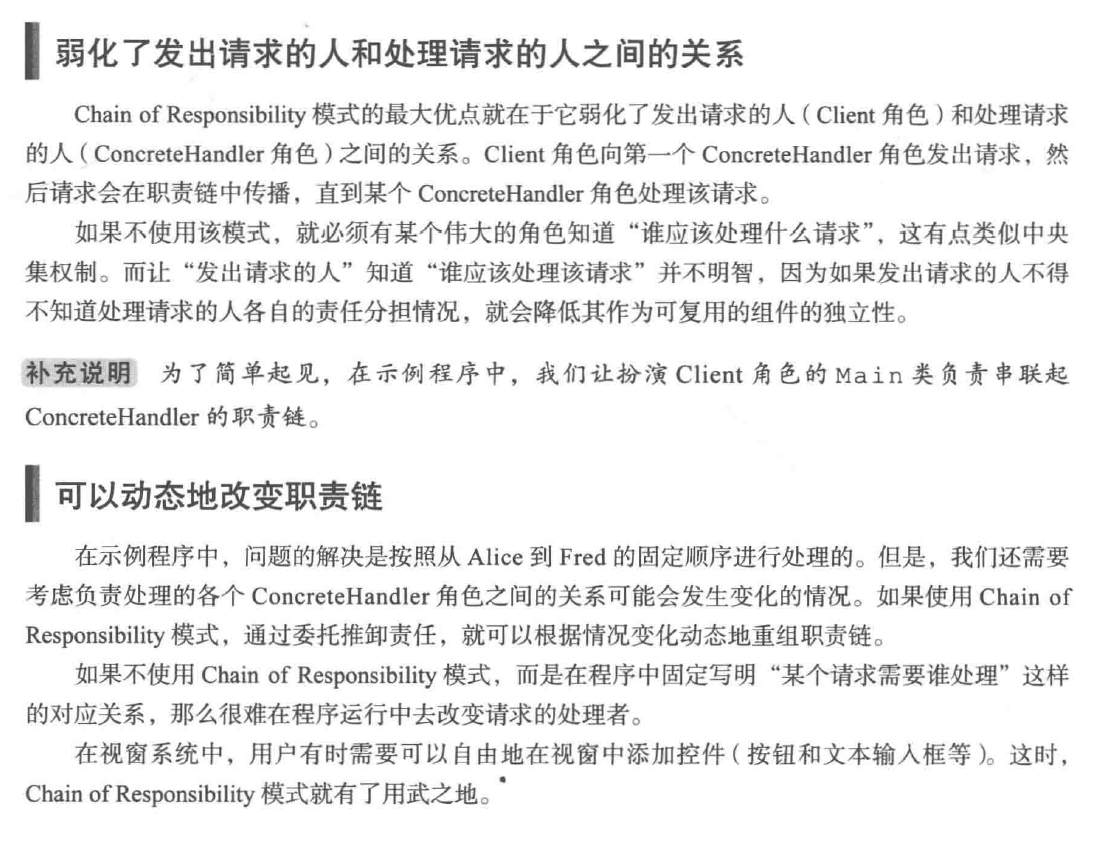 弱化了发出请求的人和处理请求的人之间的关系
Chain of Responsibility 模式的最大优点就在于它弱化了发出请求的人（Client 角色）和处理请求
的人（ConcreteHandler 角色）之间的关系。Client 角色向第一个 ConcreteHandler 角色发出请求，然
后请求会在职责链中传播，直到某个 ConcreteHandler 角色处理该请求。
如果不使用该模式，就必须有某个伟大的角色知道“谁应该处理什么请求”，这有点类似中央
集权制。而让“发出请求的人”知道“谁应该处理该请求”并不明智，因为如果发出请求的人不得
不知道处理请求的人各自的责任分担情况，就会降低其作为可复用的组件的独立性。
补充说明 为了简单起见，在示例程序中，我们让扮演 Client 角色的 Main 类负责串联起
ConcreteHandler 的职责链。
可以动态地改变职责链
在示例程序中，问题的解决是按照从 Alice 到 Fred 的固定顺序进行处理的。但是，我们还需要
考虑负责处理的各个 ConcreteHandler 角色之间的关系可能会发生变化的情况。如果使用 Chain of
Responsibility 模式，通过委托推卸责任，就可以根据情况变化动态地重组职责链。
如果不使用 Chain of Responsibility 模式，而是在程序中固定写明“某个请求需要谁处理”这样
的对应关系，那么很难在程序运行中去改变请求的处理者。
在视窗系统中，用户有时需要可以自由地在视窗中添加控件（按钮和文本输入框等）。这时，
Chain of Responsibility 模式就有了用武之地。